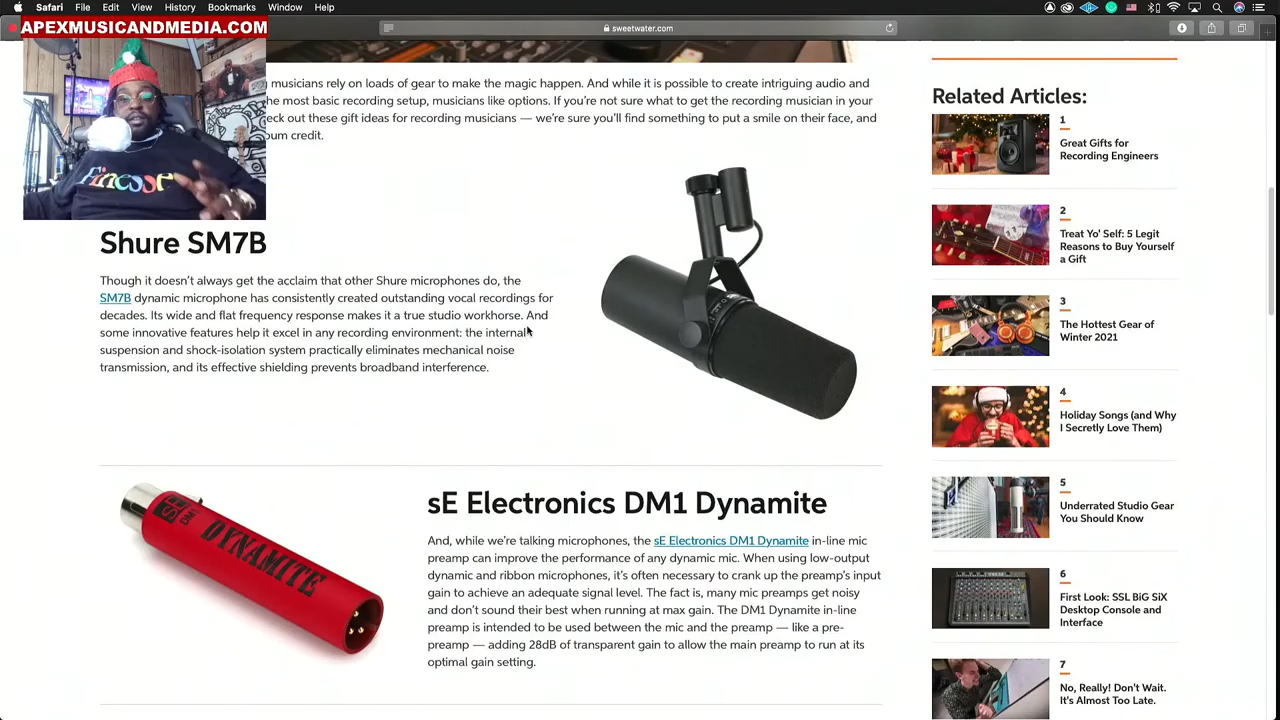 Safari File Edit View History Bookmarks Window Help
APEXMUSICANDMEDIA.COM
sweetwater.com
musicians rely on loads of gear to make the magic happen. And while it is possible to create intriguing audio and
most basic recording setup, musicians like options. If you're not sure what to get the recording musician in your
out these gift ideas for recording musicians — we're sure you'll find something to put a smile on their face, and
credit.
Finesse
Shure SM7B
Though it doesn't always get the acclaim that other Shure microphones do, the
SM7B dynamic microphone has consistently created outstanding vocal recordings for
decades. Its wide and flat frequency response makes it a true studio workhorse. And
some innovative features help it excel in any recording environment: the internal
suspension and shock-isolation system practically eliminates mechanical noise
transmission, and its effective shielding prevents broadband interference.
SE
DM1
DYNAMITE
sE Electronics DM1 Dynamite
And, while we're talking microphones, the sE Electronics DM1 Dynamite in-line mic
preamp can improve the performance of any dynamic mic. When using low-output
dynamic and ribbon microphones, it's often necessary to crank up the preamp's input
gain to achieve an adequate signal level. The fact is, many mic preamps get noisy
and don't sound their best when running at max gain. The DM1 Dynamite in-line
preamp is intended to be used between the mic and the preamp — like a pre-
preamp — adding 28dB of transparent gain to allow the main preamp to run at its
optimal gain setting.
Related Articles:
1
Great Gifts for
Recording Engineers
2
Treat Yo' Self: 5 Legit
Reasons to Buy Yourself
a Gift
3
The Hottest Gear of
Winter 2021
4
Holiday Songs (and Why
I Secretly Love Them)
5
Underrated Studio Gear
You Should Know
6
First Look: SSL BiG SiX
Desktop Console and
Interface
7
No, Really! Don't Wait.
It's Almost Too Late.